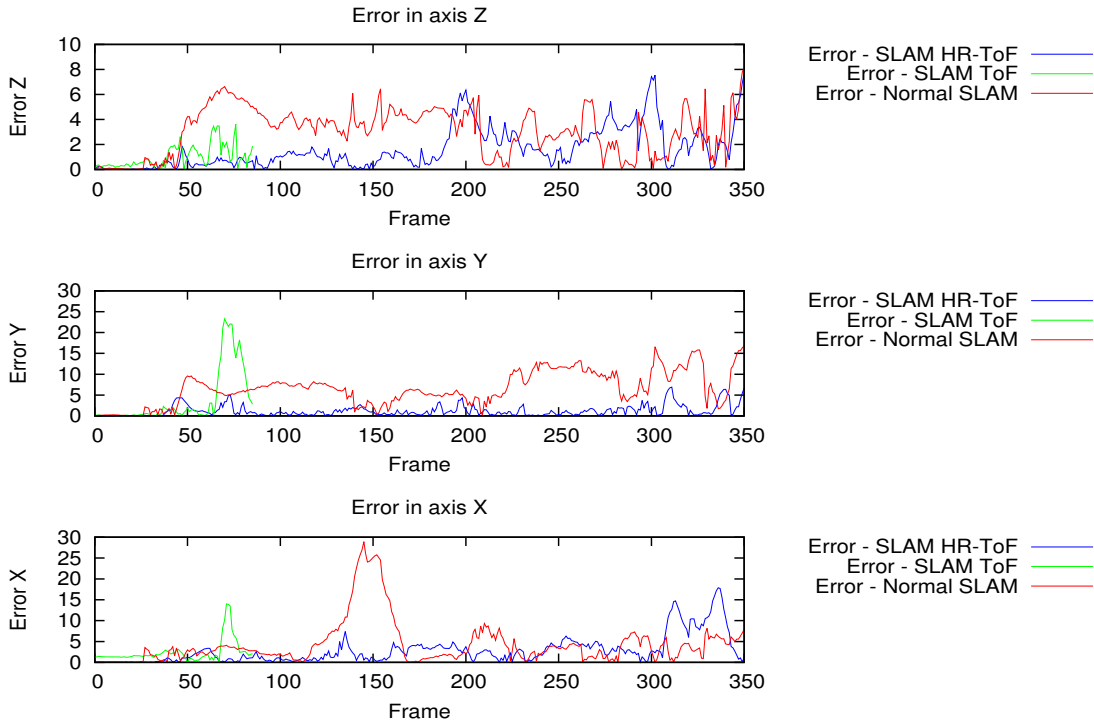 Error in axis Z
Error Z
10
8
6
4
2
0
0 50 100 150 200 250 300 350
Frame
Error - SLAM HR-ToF
Error - SLAM ToF
Error - Normal SLAM
Error in axis Y
Error Y
30
25
20
15
10
5
0
0 50 100 150 200 250 300 350
Frame
Error - SLAM HR-ToF
Error - SLAM ToF
Error - Normal SLAM
Error in axis X
Error X
30
25
20
15
10
5
0
0 50 100 150 200 250 300 350
Frame
Error - SLAM HR-ToF
Error - SLAM ToF
Error - Normal SLAM